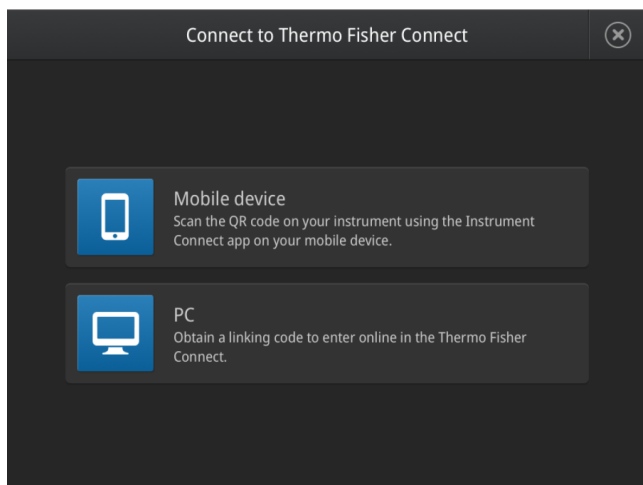 Connect to Thermo Fisher Connect
Mobile device
Scan the QR code on your instrument using the Instrument
Connect app on your mobile device.
PC
Obtain a linking code to enter online in the Thermo Fisher
Connect.